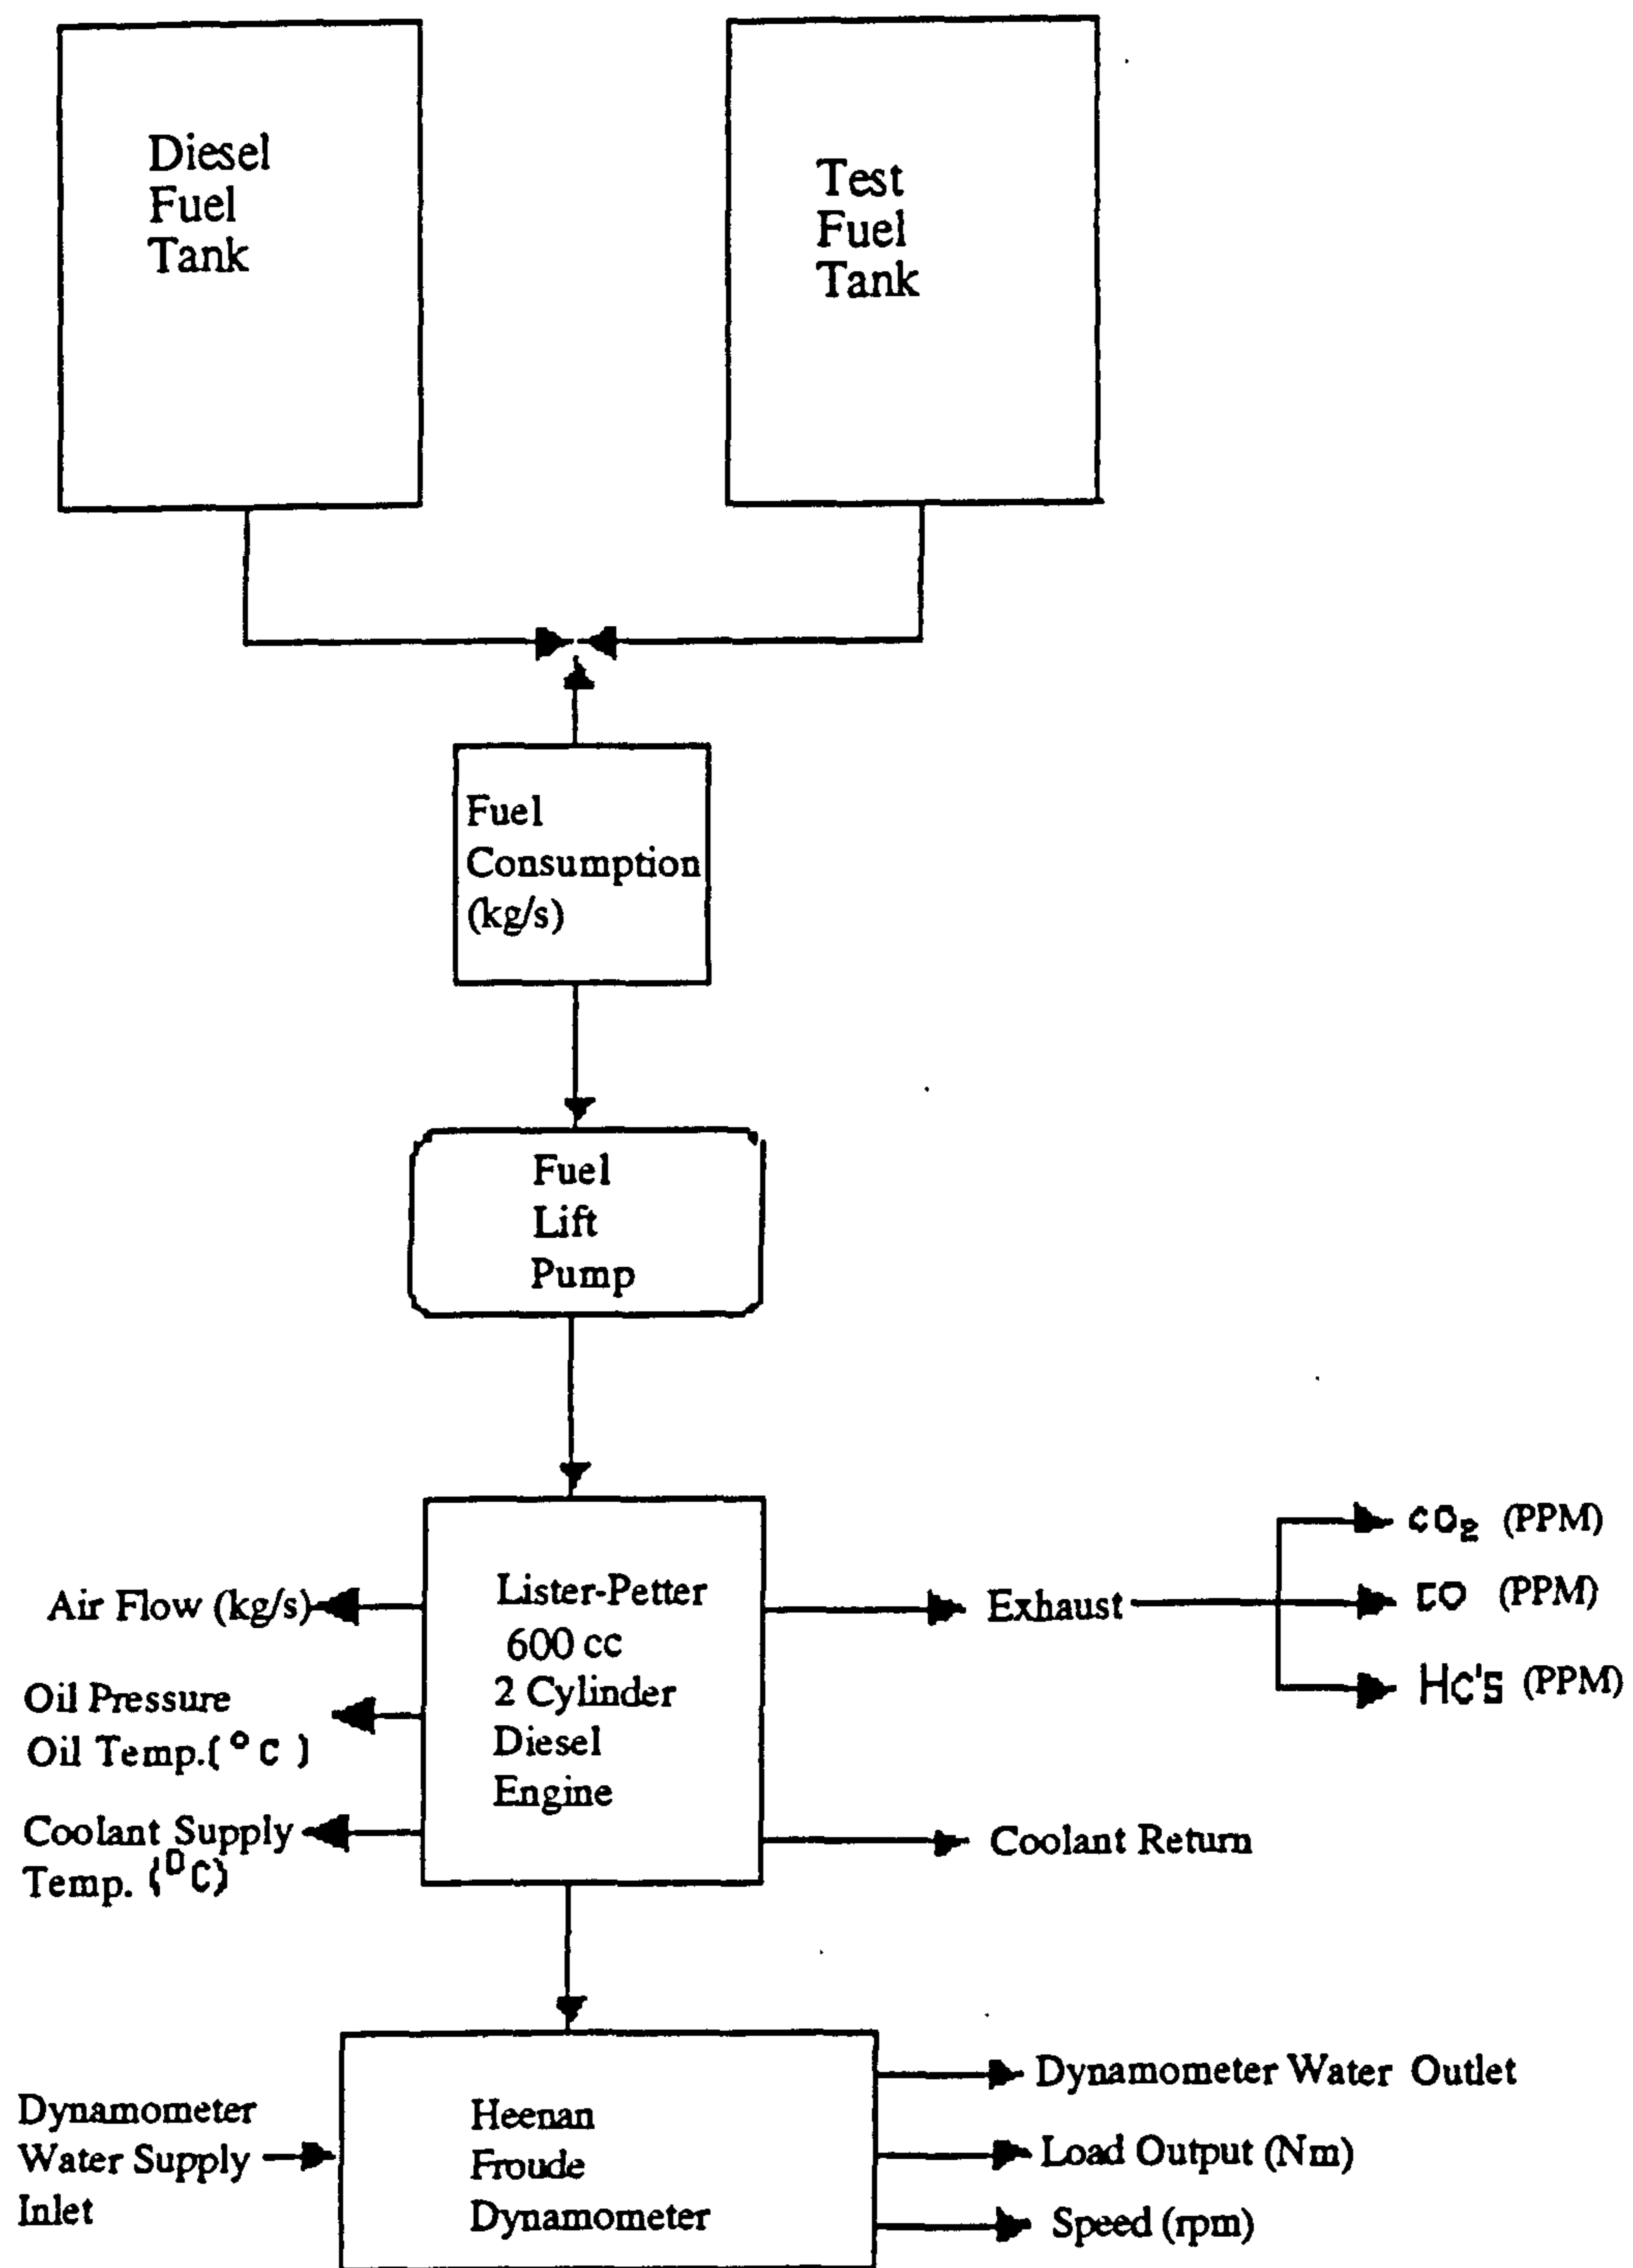 Diesel
Fuel
Tank
Test
Fuel
Tank
Fuel
Consumption
(kg/s)
Fuel
Lift
Pump
Lister-Petter
600 cc
2 Cylinder
Diesel
Engine
Air Flow (kg/s)
Oil Pressure
Oil Temp.(°C)
Coolant Supply
Temp. (°C)
Exhaust
CO₂ (PPM)
CO (PPM)
HC'S (PPM)
Coolant Return
Dynamometer
Water Supply
Inlet
Heenan
Froude
Dynamometer
Dynamometer Water Outlet
Load Output (Nm)
Speed (rpm)